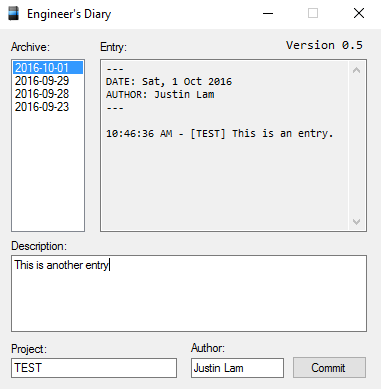 Engineer's Diary
Archive:
Entry:
Version 0.5
2016-10-01
2016-09-29
2016-09-28
2016-09-23
---
DATE: Sat, 1 Oct 2016
AUTHOR: Justin Lam
---
10:46:36 AM - [TEST] This is an entry.
Description:
This is another entry
Project:
Author:
TEST
Justin Lam
Commit